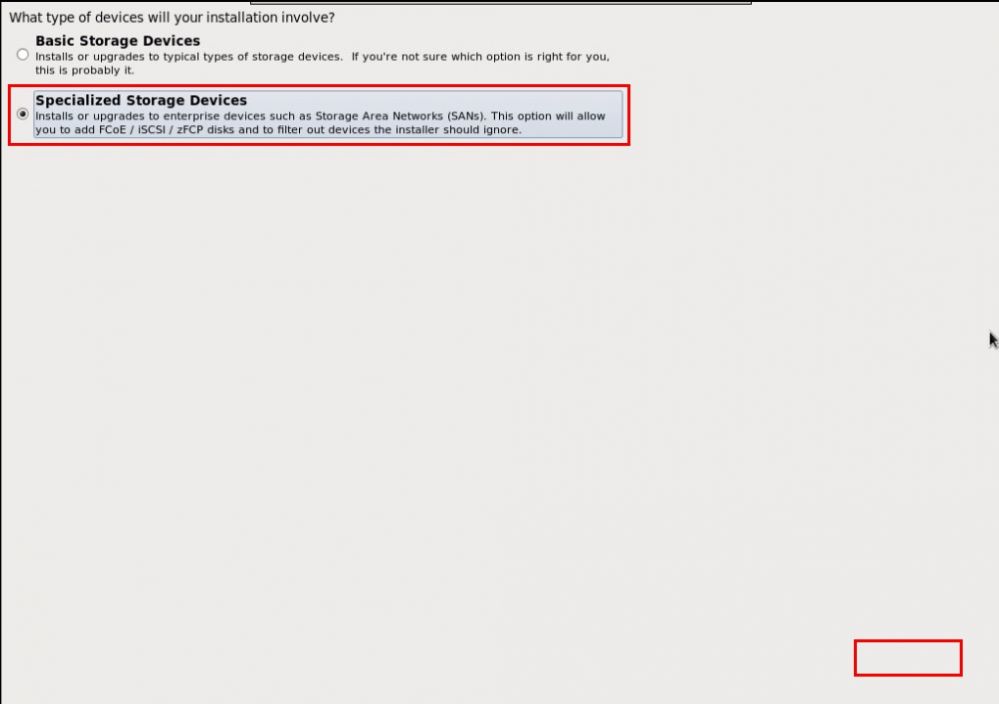 What type of devices will your installation involve?
Basic Storage Devices
Installs or upgrades to typical types of storage devices.  If you're not sure which option is right for you,
this is probably it.
Specialized Storage Devices
Installs or upgrades to enterprise devices such as Storage Area Networks (SANs). This option will allow
you to add FCoE / iSCSI / zFCP disks and to filter out devices the installer should ignore.